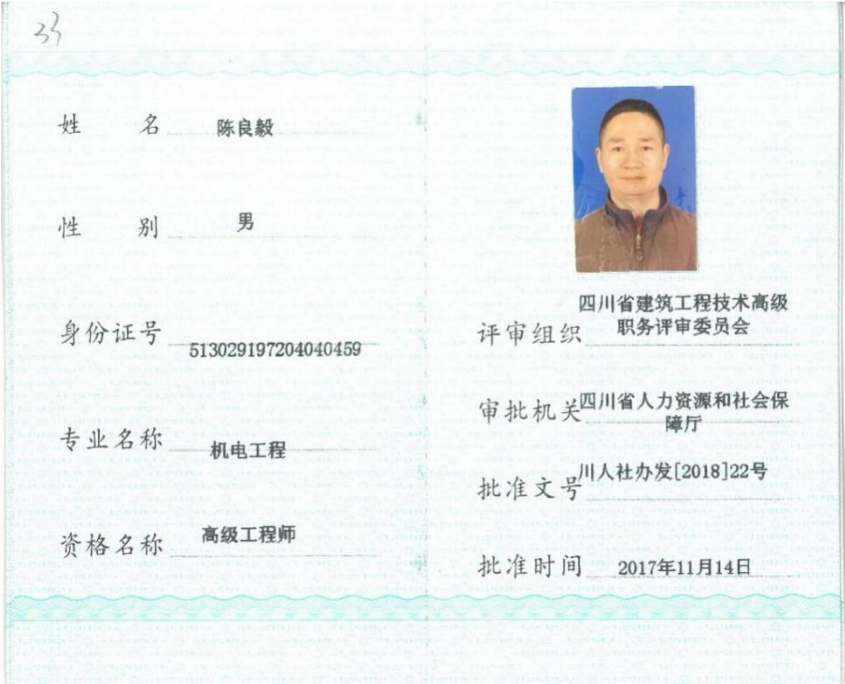 33
姓 名 陈良毅
性 别 男
身份证号 513029197204040459
专业名称 机电工程
资格名称 高级工程师
评审组织 四川省建筑工程技术高级
职务评审委员会
审批机关 四川省人力资源和社会保
障厅
批准文号 川人社办发[2018]22号
批准时间 2017年11月14日